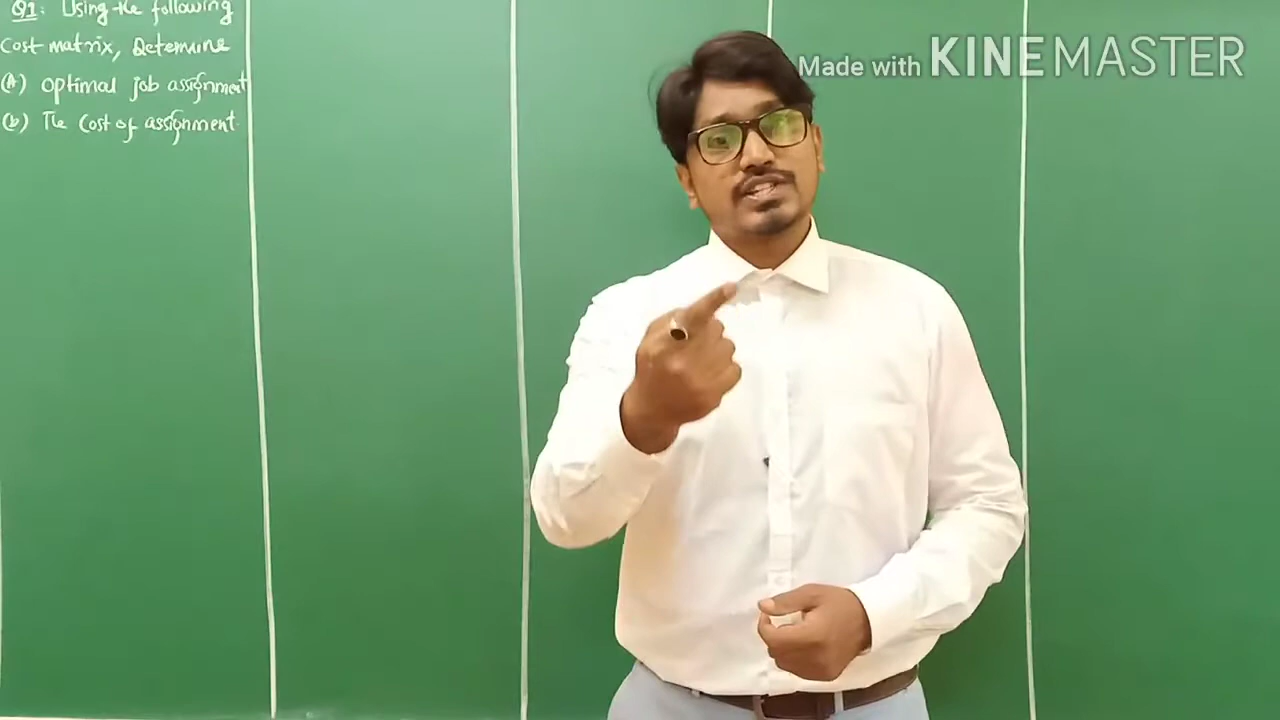 Q1: Using the following
Cost matrix, Determine
(a) optimal job assignment
(b) The Cost of assignment
Made with KINEMASTER